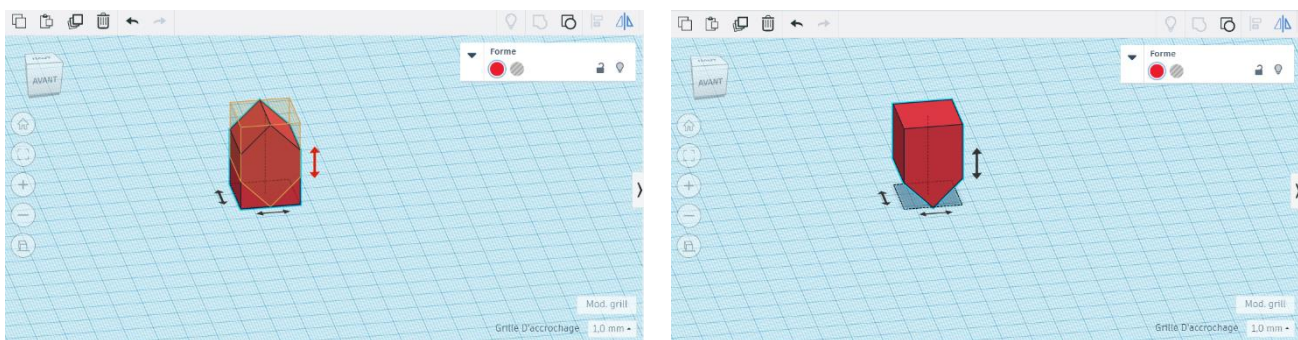 Forme
AVANT
Mod. grill
Grille D'accrochage 1,0 mm
Forme
AVANT
Mod. grill
Grille D'accrochage 1,0 mm